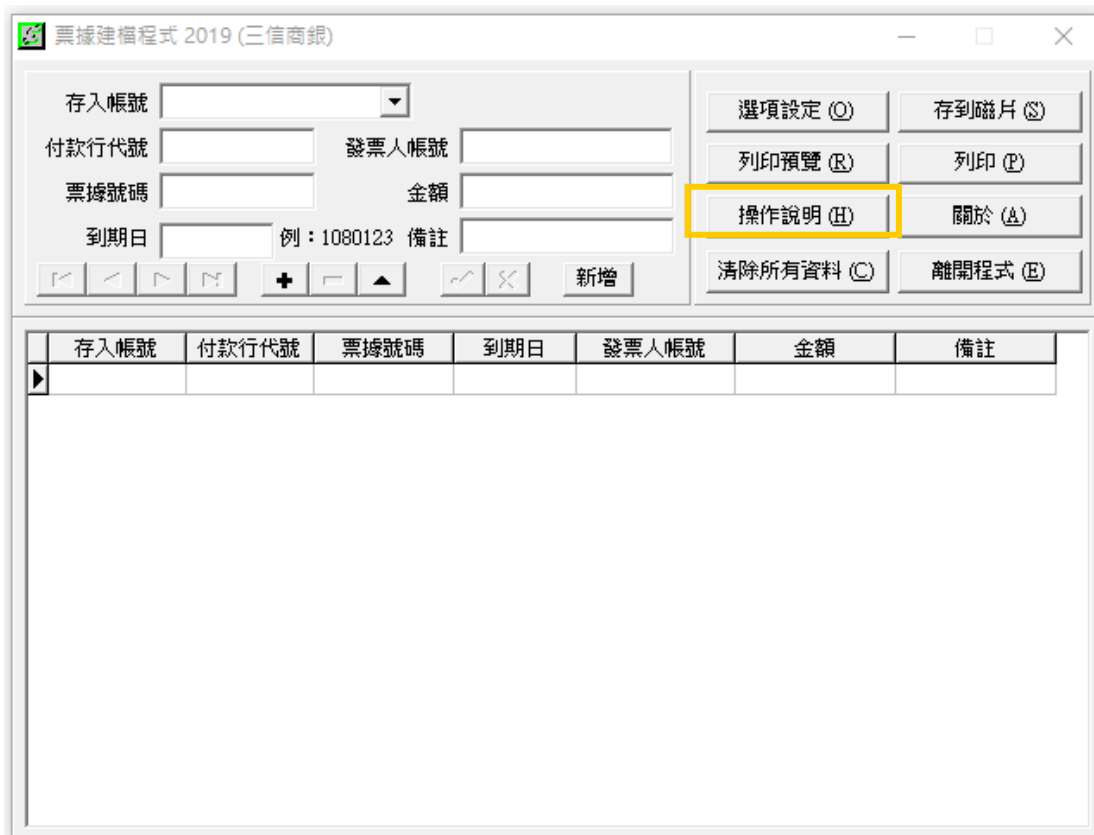 票據建檔程式 2019 (三信商銀)
存入帳號
付款行代號 發票人帳號
票據號碼 金額
到期日 例：1080123 備註
新增
選項設定 (O) 存到磁片 (S)
列印預覽 (R) 列印 (P)
操作說明 (H) 關於 (A)
清除所有資料 (C) 離開程式 (E)
存入帳號 付款行代號 票據號碼 到期日 發票人帳號 金額 備註